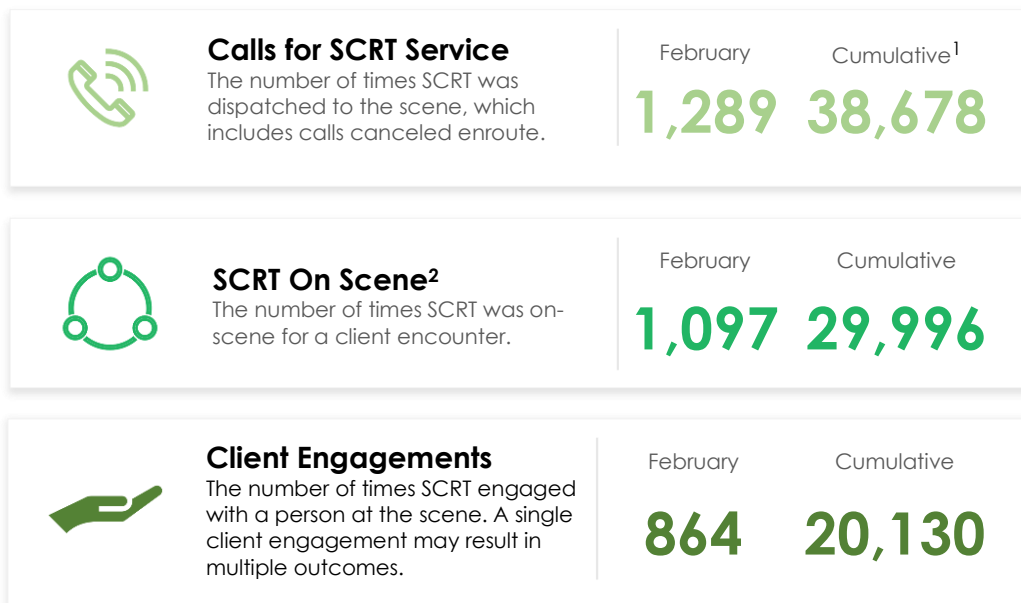 Calls for SCRT Service
The number of times SCRT was
dispatched to the scene, which
includes calls canceled enroute.
February
Cumulative¹
1,289
38,678
SCRT On Scene²
The number of times SCRT was on-
scene for a client encounter.
February
Cumulative
1,097
29,996
Client Engagements
The number of times SCRT engaged
with a person at the scene. A single
client engagement may result in
multiple outcomes.
February
Cumulative
864
20,130